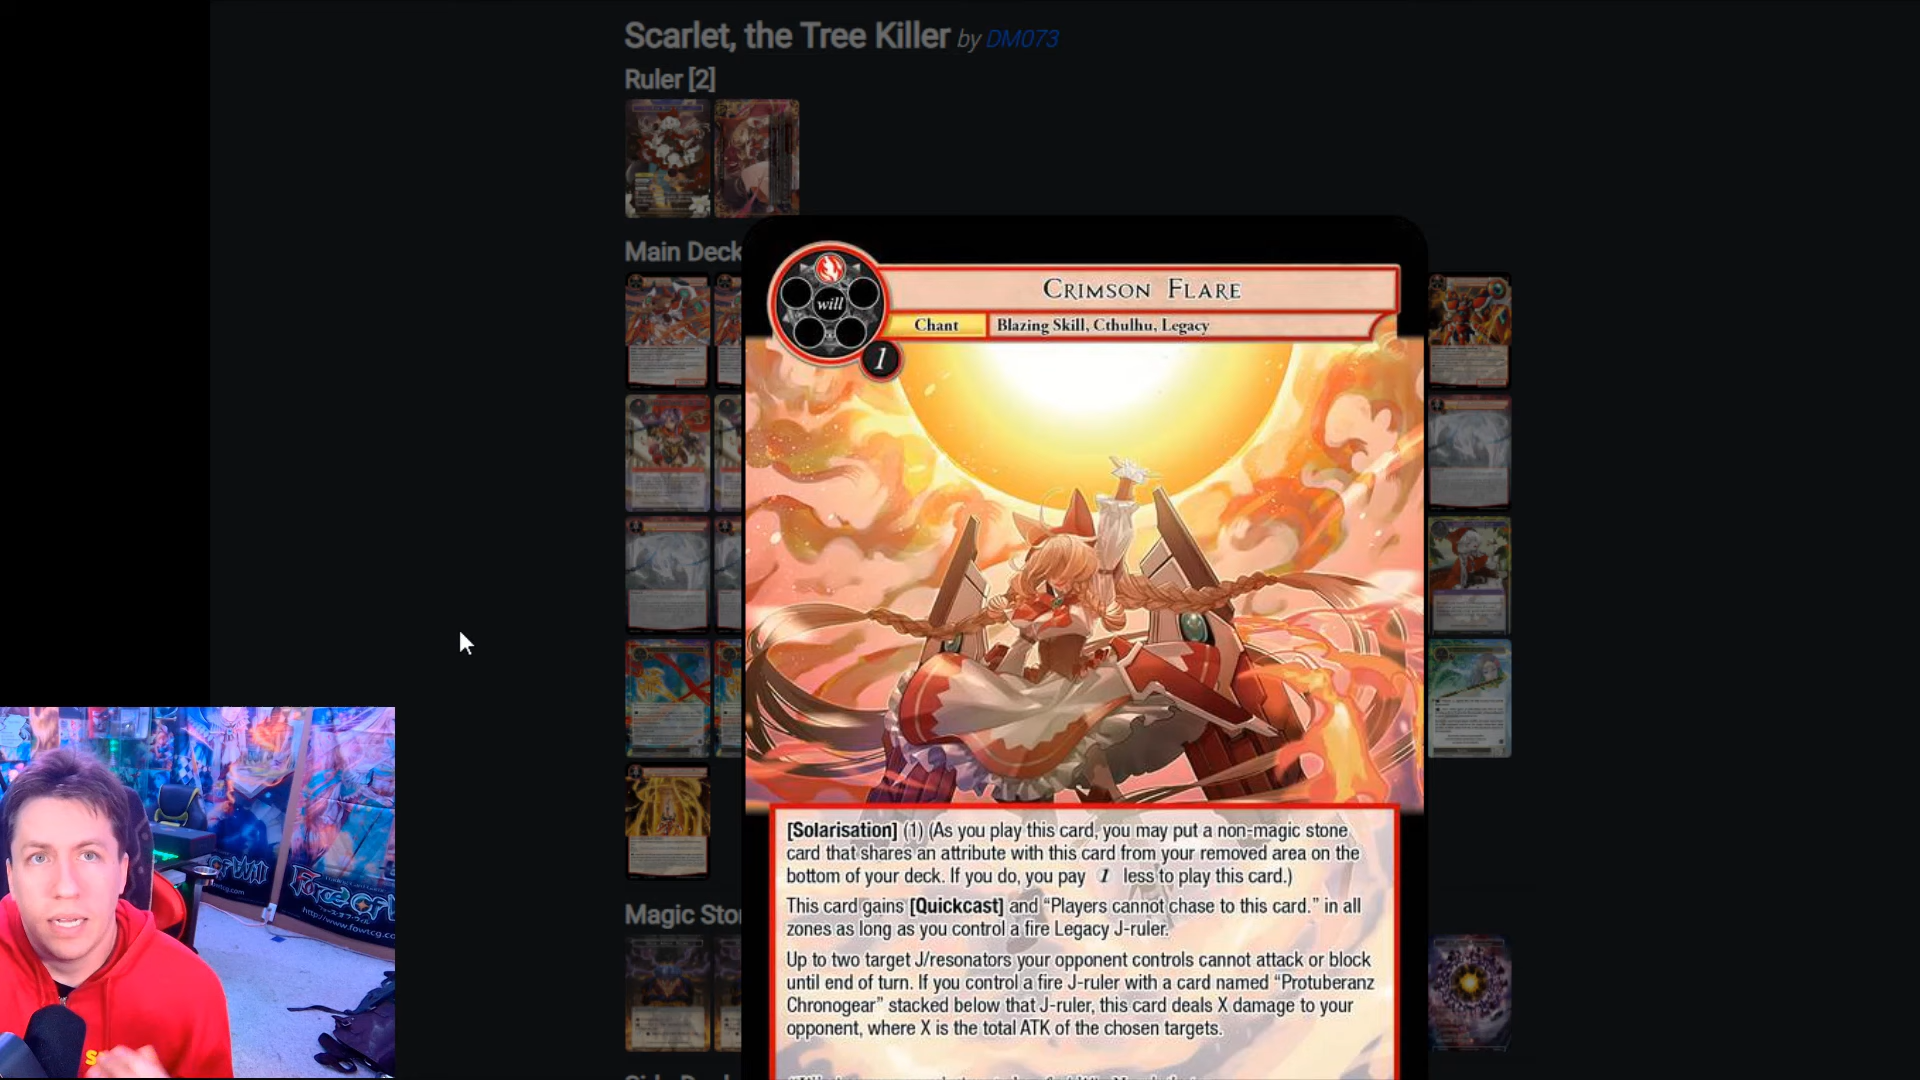 Scarlet, the Tree Killer by DM073
Ruler [2]
Main Deck
CRIMSON FLARE
will
Chant
Blazing Skill, Cthulhu, Legacy
1
[Solarisation] (1) (As you play this card, you may put a non-magic stone
card that shares an attribute with this card from your removed area on the
bottom of your deck. If you do, you pay 1 less to play this card.)
This card gains [Quickcast] and “Players cannot chase to this card.” in all
zones as long as you control a fire Legacy J-ruler.
Up to two target J/resonators your opponent controls cannot attack or block
until end of turn. If you control a fire J-ruler with a card named “Protuberanz
Chronogear” stacked below that J-ruler, this card deals X damage to your
opponent, where X is the total ATK of the chosen targets.
Magic Sto
http://www.fowtcg.co